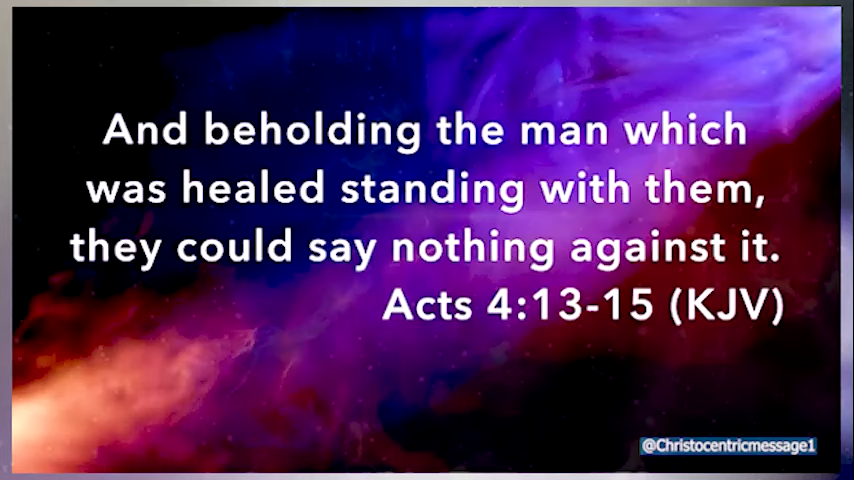 And beholding the man which
was healed standing with them,
they could say nothing against it.
Acts 4:13-15 (KJV)
@Christocentricmessage1